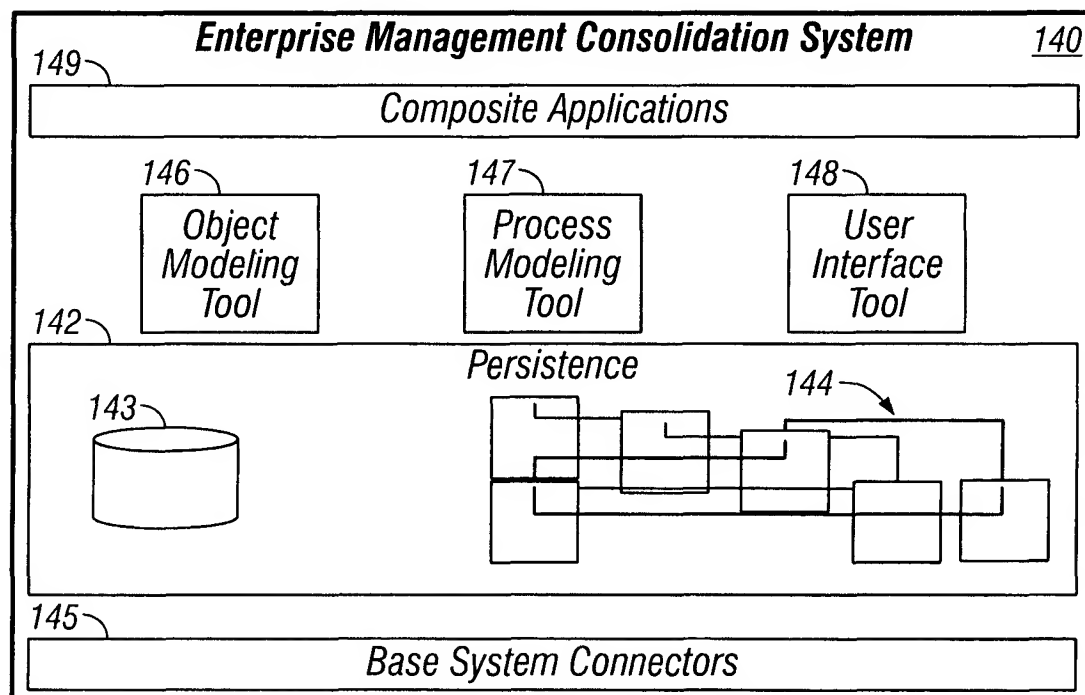 Enterprise Management Consolidation System 140
149
Composite Applications
146 147 148
Object Modeling Tool
Process Modeling Tool
User Interface Tool
142
Persistence
143
144
145
Base System Connectors